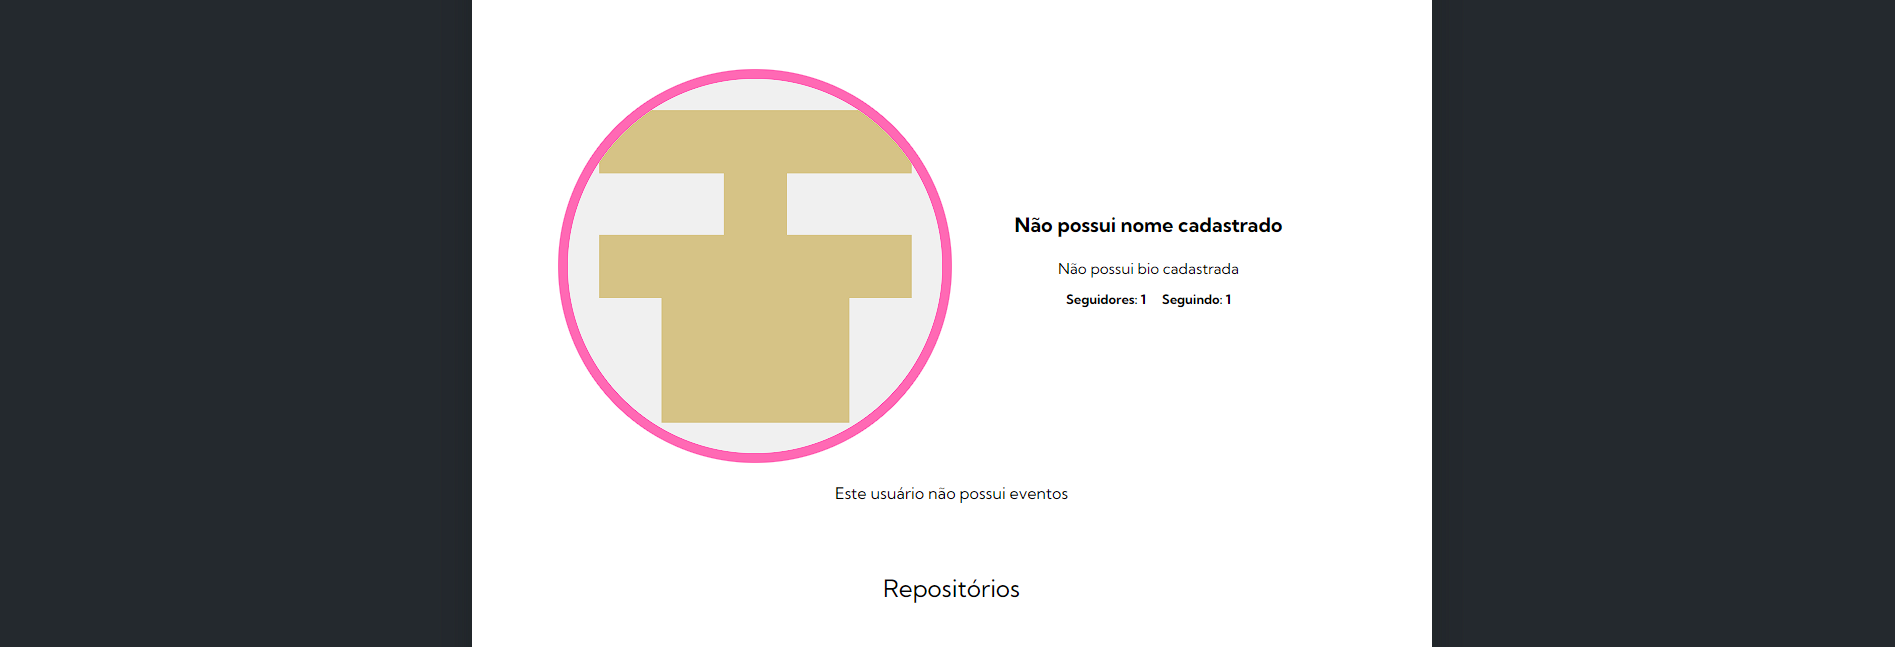 Não possui nome cadastrado
Não possui bio cadastrada
Seguidores: 1 Seguindo: 1
Este usuário não possui eventos
Repositórios